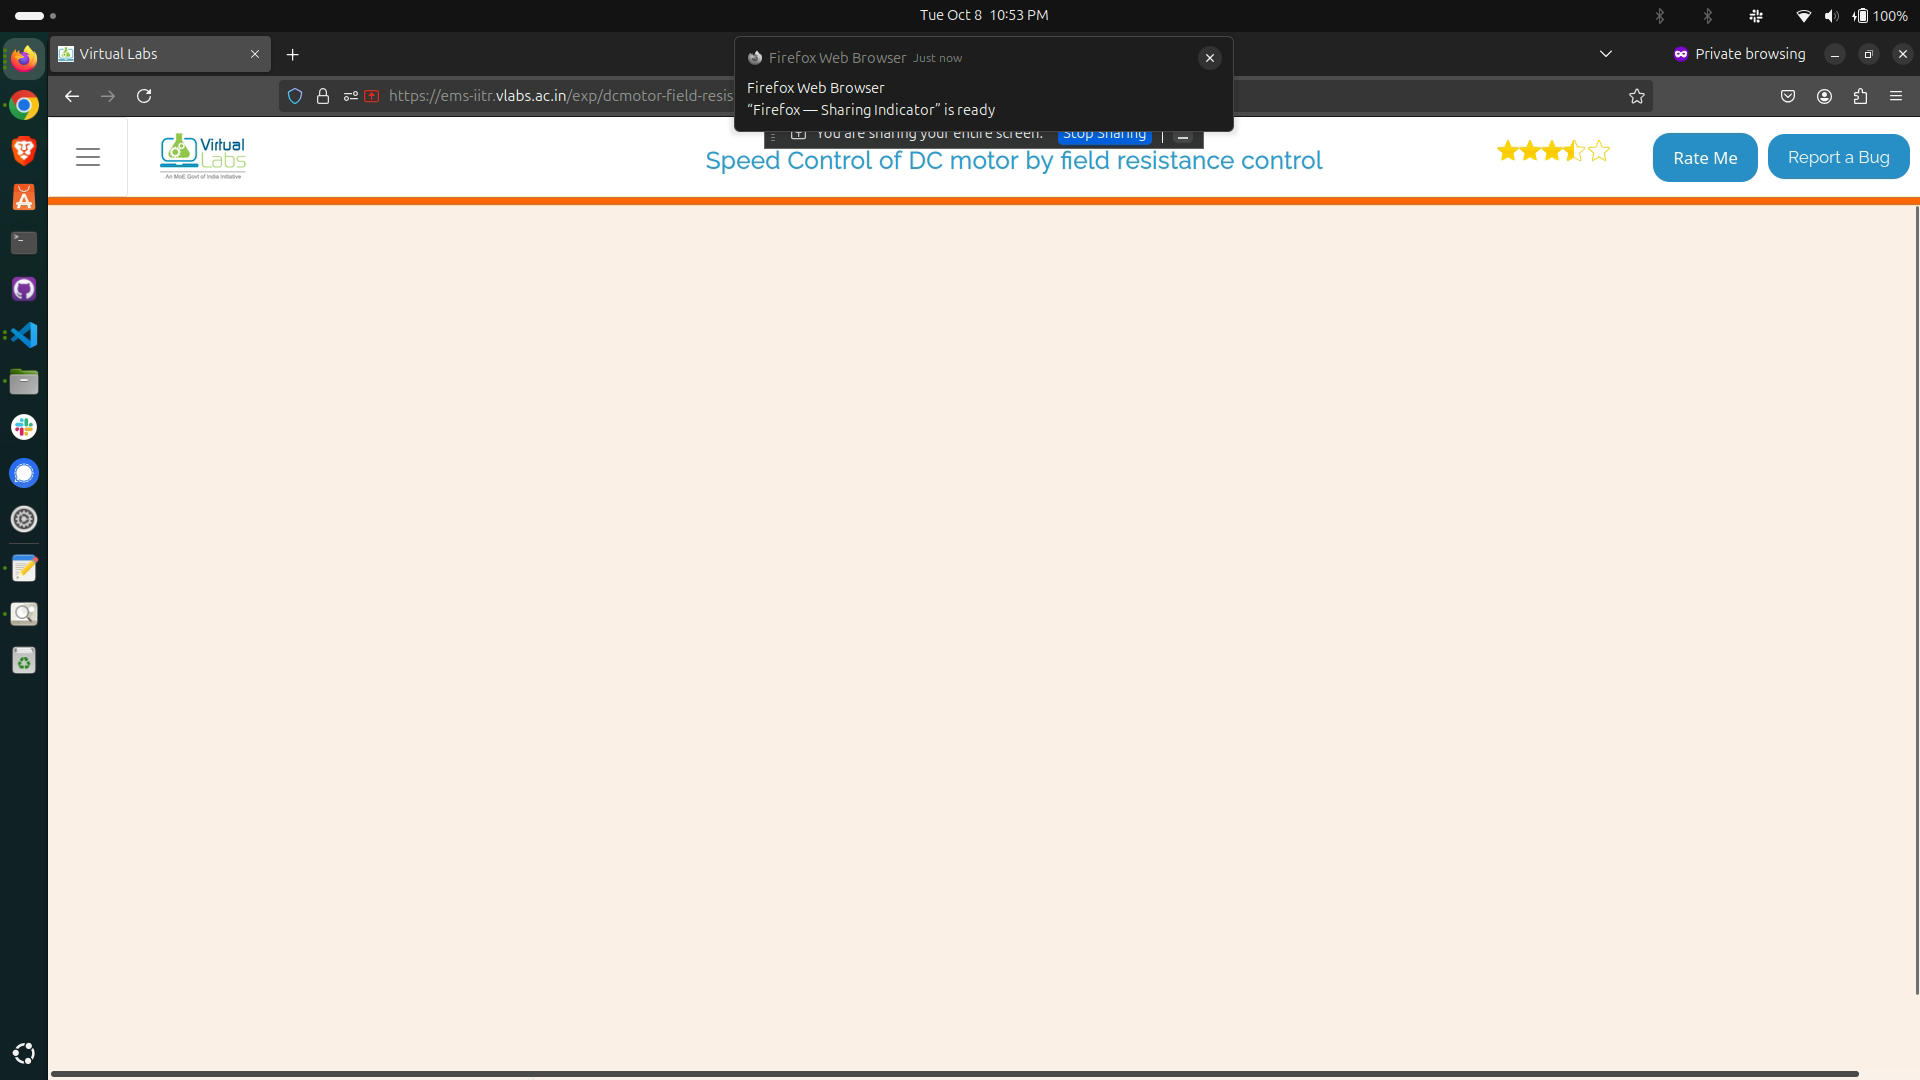 Tue Oct 8 10:53 PM
100%
Virtual Labs
Private browsing
Firefox Web Browser Just now
Firefox Web Browser
“Firefox — Sharing Indicator” is ready
https://ems-iitr.vlabs.ac.in/exp/dcmotor-field-resis
You are sharing your entire screen. Stop Sharing
Virtual Labs
An MoE Govt of India Initiative
Speed Control of DC motor by field resistance control
Rate Me
Report a Bug